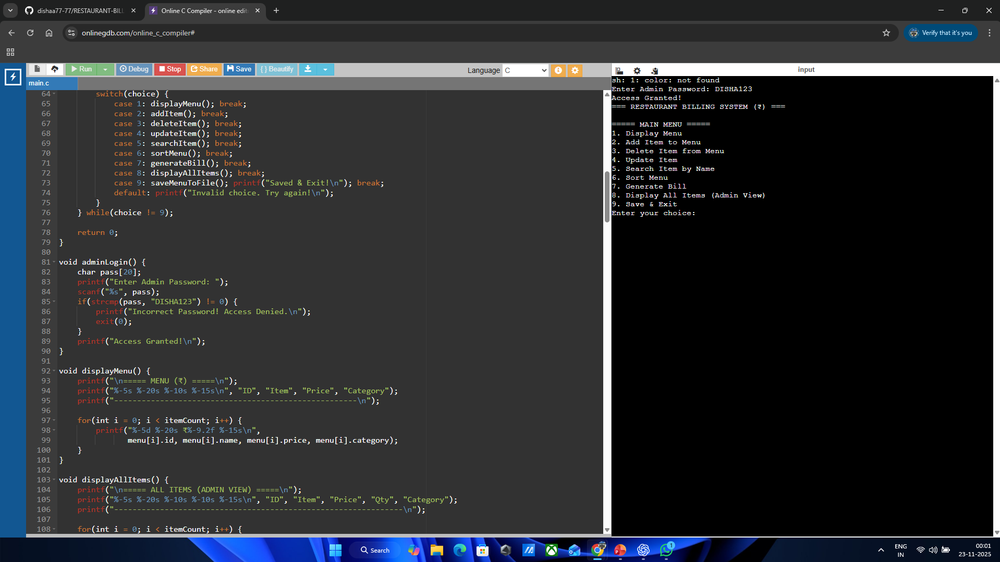 dishaa77-77/RESTAURANT-BILL
Online C Compiler - online edit
onlinegdb.com/online_c_compiler#
Verify that it's you
Run
Debug
Stop
Share
Save
{ } Beautify
Language C
input
main.c
64 switch(choice) {
65 case 1: displayMenu(); break;
66 case 2: addItem(); break;
67 case 3: deleteItem(); break;
68 case 4: updateItem(); break;
69 case 5: searchItem(); break;
70 case 6: sortMenu(); break;
71 case 7: generateBill(); break;
72 case 8: displayAllItems(); break;
73 case 9: saveMenuToFile(); printf("Saved & Exit!\n"); break;
74 default: printf("Invalid choice. Try again!\n");
75 }
76 } while(choice != 9);
77
78 return 0;
79 }
80
81 void adminLogin() {
82 char pass[20];
83 printf("Enter Admin Password: ");
84 scanf("%s", pass);
85 if(strcmp(pass, "DISHA123") != 0) {
86 printf("Incorrect Password! Access Denied.\n");
87 exit(0);
88 }
89 printf("Access Granted!\n");
90 }
91
92 void displayMenu() {
93 printf("\n===== MENU (₹) =====\n");
94 printf("%-5s %-20s %-10s %-15s\n", "ID", "Item", "Price", "Category");
95 printf("-----------------------------------------------------\n");
96
97 for(int i = 0; i < itemCount; i++) {
98 printf("%-5d %-20s ₹%-9.2f %-15s\n",
99 menu[i].id, menu[i].name, menu[i].price, menu[i].category);
100 }
101 }
102
103 void displayAllItems() {
104 printf("\n===== ALL ITEMS (ADMIN VIEW) =====\n");
105 printf("%-5s %-20s %-10s %-10s %-15s\n", "ID", "Item", "Price", "Qty", "Category");
106 printf("---------------------------------------------------------------\n");
107
108 for(int i = 0; i < itemCount; i++) {
sh: 1: color: not found
Enter Admin Password: DISHA123
Access Granted!
=== RESTAURANT BILLING SYSTEM (₹) ===
===== MAIN MENU =====
1. Display Menu
2. Add Item to Menu
3. Delete Item from Menu
4. Update Item
5. Search Item by Name
6. Sort Menu
7. Generate Bill
8. Display All Items (Admin View)
9. Save & Exit
Enter your choice:
Search
1
ENG
IN
00:01
23-11-2025